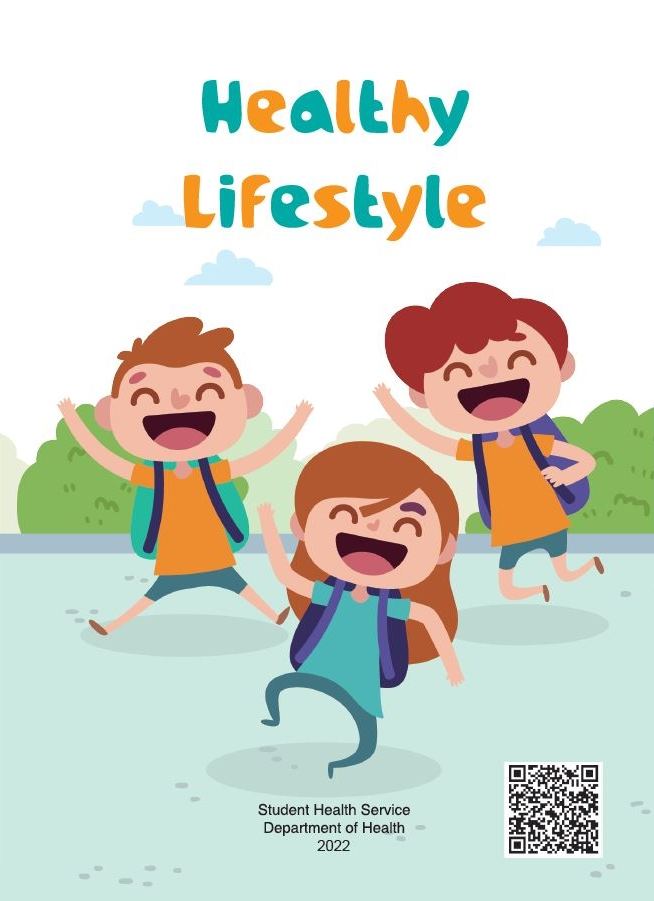 Healthy
Lifestyle
Student Health Service
Department of Health
2022